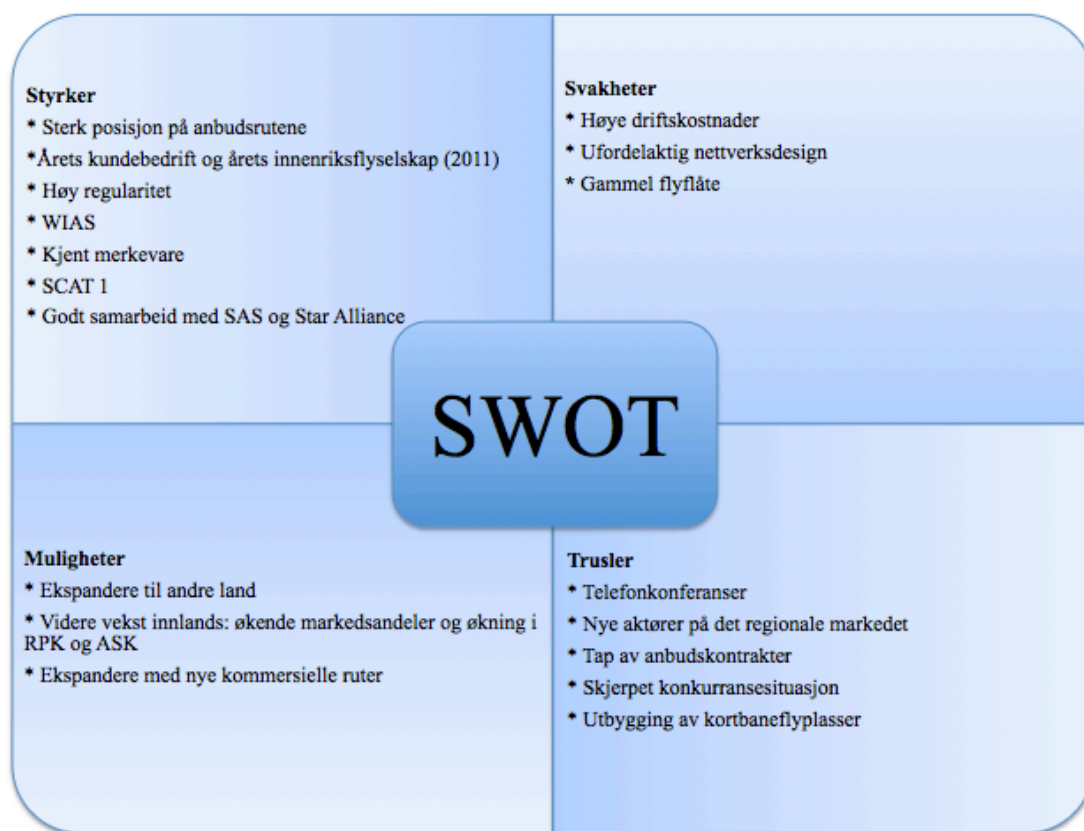 Styrker
* Sterk posisjon på anbudsrutene
*Årets kundebedrift og årets innenriksflyselskap (2011)
* Høy regularitet
* WIAS
* Kjent merkevare
* SCAT 1
* Godt samarbeid med SAS og Star Alliance
Svakheter
* Høye driftskostnader
* Ufordelaktig nettverksdesign
* Gammel flyflåte
SWOT
Muligheter
* Ekspandere til andre land
* Videre vekst innlands: økende markedsandeler og økning i
RPK og ASK
* Ekspandere med nye kommersielle ruter
Trusler
* Telefonkonferanser
* Nye aktører på det regionale markedet
* Tap av anbudskontrakter
* Skjerpet konkurransesituasjon
* Utbygging av kortbaneflyplasser